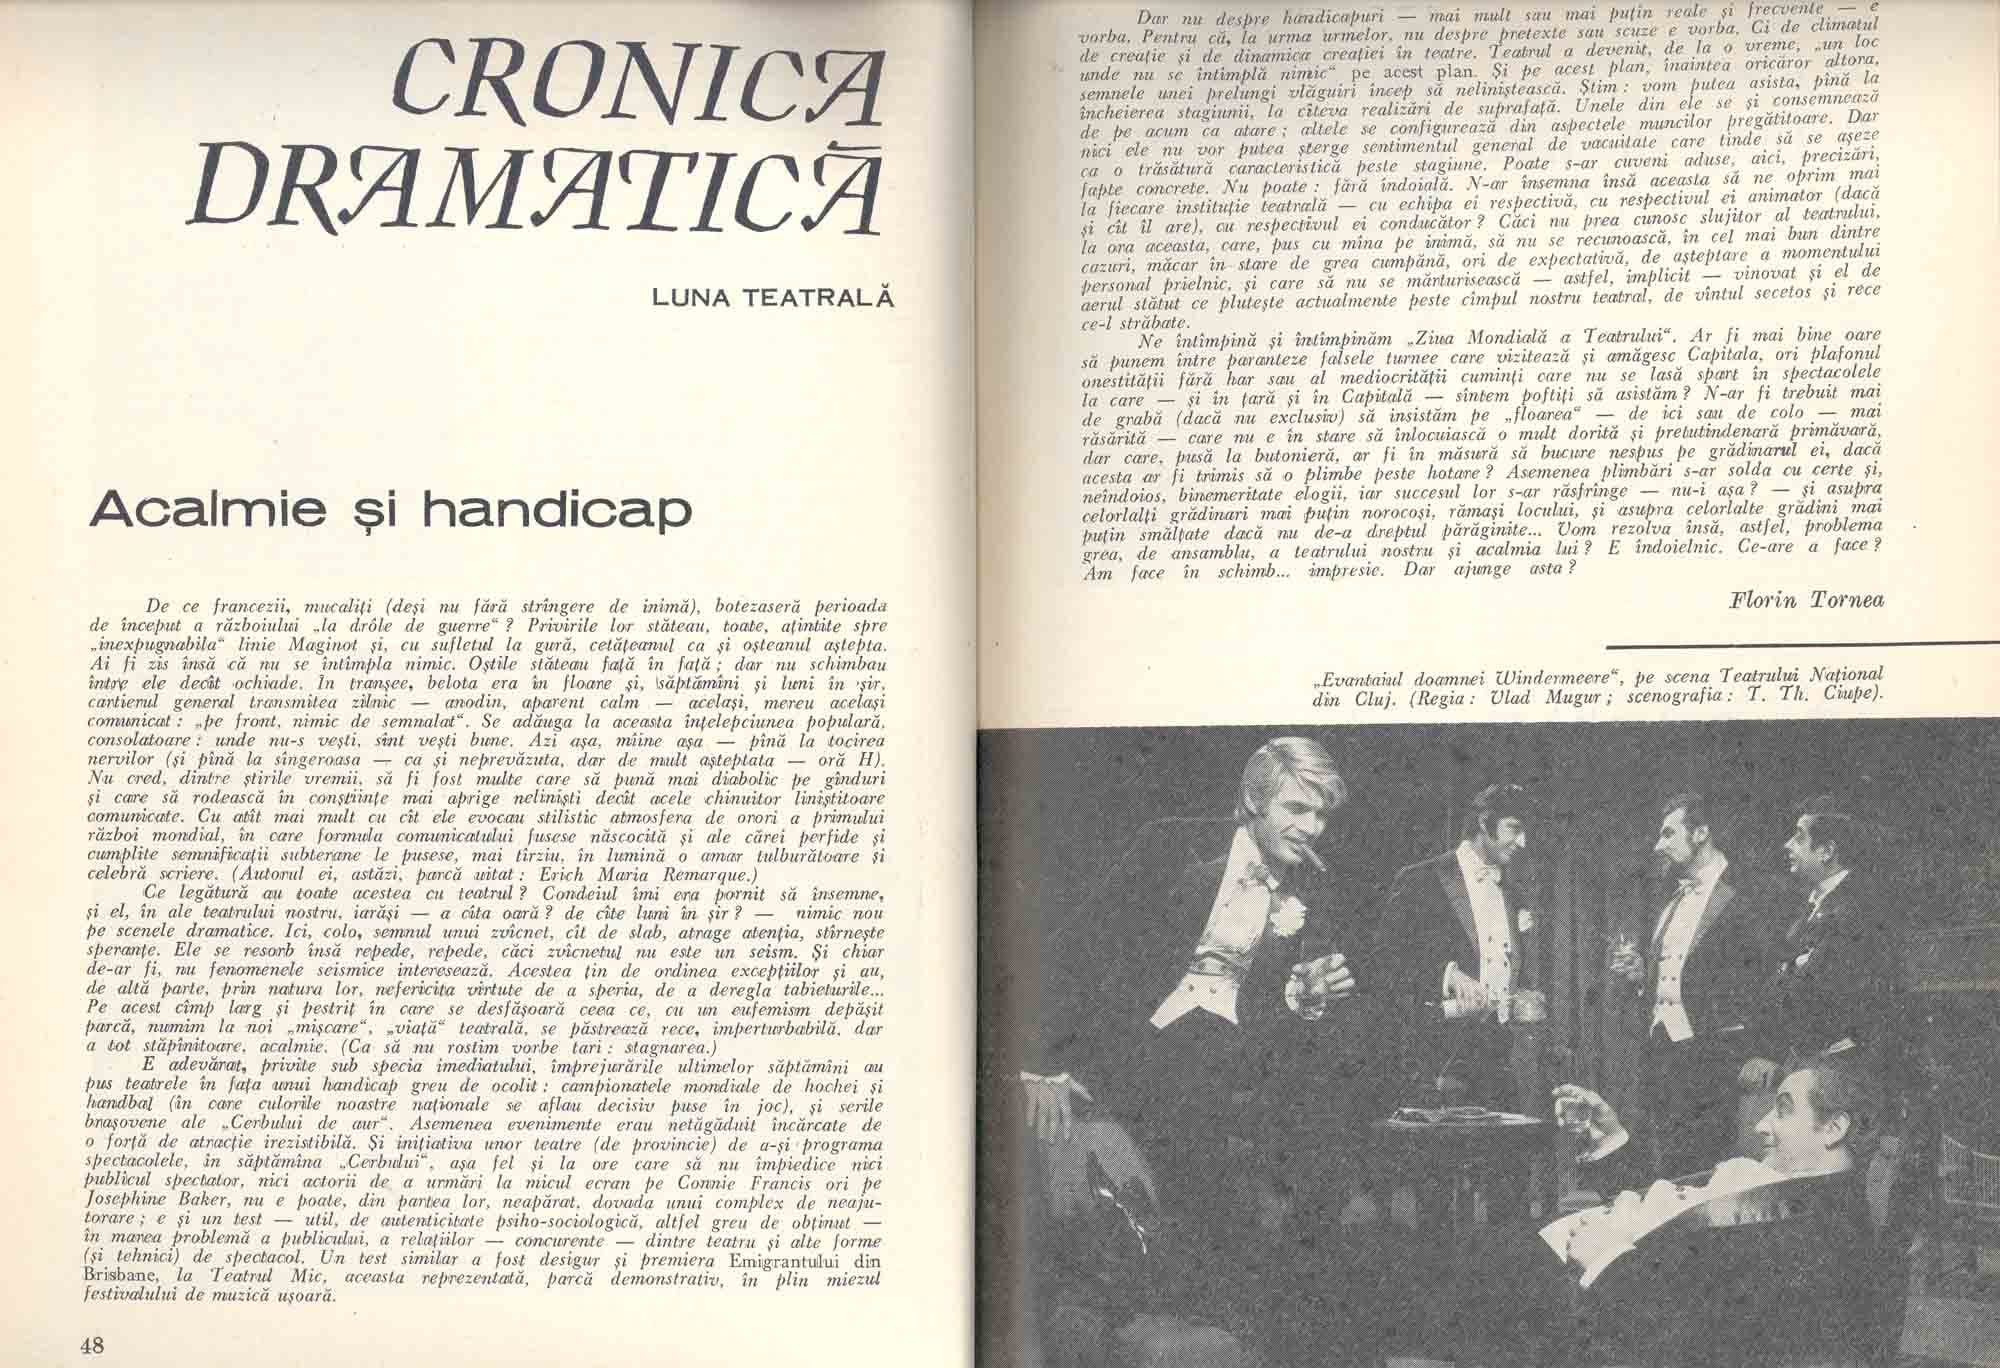 CRONICA
DRAMATICĂ
LUNA TEATRALĂ
Acalmie și handicap
De ce francezii, mucaliți (deși nu fără strîngere de inimă), botezaseră perioada
de început a războiului „la drôle de guerre“ ? Privirile lor stăteau, toate, ațintite spre
„inexpugnabila“ linie Maginot și, cu sufletul la gură, cetățeanul ca și osteanul aștepta.
Ai fi zis însă că nu se întîmpla nimic. Oștile stăteau față în față ; dar nu schimbau
între ele decît ochiade. In tranșee, belota era în floare și, săptămîni și luni în șir,
cartierul general transmitea zilnic — anodin, aparent calm — același, mereu același
comunicat : „pe front, nimic de semnalat“. Se adăuga la aceasta înțelepciunea populară,
consolatoare : unde nu-s vești, sînt vești bune. Azi așa, mîine așa — pînă la tocirea
nervilor (și pînă la sîngeroasa — ca și neprevăzuta, dar de mult așteptata — oră H).
Nu cred, dintre știrile vremii, să fi fost multe care să pună mai diabolic pe gînduri
și care să rodească în conștiințe mai aprige neliniști decît acele chinuitor liniștitoare
comunicate. Cu atît mai mult cu cît ele evocau stilistic atmosfera de orori a primului
război mondial, în care formula comunicatului fusese născocită și ale cărei perfide și
cumplite semnificații subterane le pusese, mai tîrziu, în lumină o amar tulburătoare și
celebră scriere. (Autorul ei, astăzi, parcă uitat : Erich Maria Remarque.)
Ce legătură au toate acestea cu teatrul ? Condeiul îmi era pornit să însemne,
și el, în ale teatrului nostru, iarăși — a cîta oară ? de cîte luni în șir ? — nimic nou
pe scenele dramatice. Ici, colo, semnul unui zvîcnet, cît de slab, atrage atenția, stîrnește
speranțe. Ele se resorb însă repede, repede, căci zvîcnetul nu este un seism. Și chiar
de-ar fi, nu fenomenele seismice interesează. Acestea țin de ordinea excepțiilor și au,
de altă parte, prin natura lor, nefericita virtute de a speria, de a deregla tabieturile...
Pe acest cîmp larg și pestriț în care se desfășoară ceea ce, cu un eufemism depășit
parcă, numim la noi „mișcare“, „viață“ teatrală, se păstrează rece, imperturbabilă, dar
a tot stăpînitoare, acalmie. (Ca să nu rostim vorbe tari : stagnarea.)
E adevărat, privite sub specia imediatului, împrejurările ultimelor săptămîni au
pus teatrele în fața unui handicap greu de ocolit : campionatele mondiale de hochei și
handbal (în care culorile noastre naționale se aflau decisiv puse în joc), și serile
brașovene ale „Cerbului de aur“. Asemenea evenimente erau netăgăduit încărcate de
o forță de atracție irezistibilă. Și inițiativa unor teatre (de provincie) de a-și programa
spectacolele, în săptămîna „Cerbului“, așa fel și la ore care să nu împiedice nici
publicul spectator, nici actorii de a urmări la micul ecran pe Connie Francis ori pe
Josephine Baker, nu e poate, din partea lor, neapărat, dovada unui complex de neaju-
torare ; e și un test — util, de autenticitate psiho-sociologică, altfel greu de obținut —
în marea problemă a publicului, a relațiilor — concurente — dintre teatru și alte forme
(și tehnici) de spectacol. Un test similar a fost desigur și premiera Emigrantului din
Brisbane, la Teatrul Mic, aceasta reprezentată, parcă demonstrativ, în plin miezul
festivalului de muzică ușoară.
48
Dar nu despre handicapuri — mai mult sau mai puțin reale și frecvente — e
vorba. Pentru că, la urma urmelor, nu despre pretexte sau scuze e vorba. Ci de climatul
de creație și de dinamica creației în teatre. Teatrul a devenit, de la o vreme, „un loc
unde nu se întîmplă nimic“ pe acest plan. Și pe acest plan, înaintea oricăror altora,
semnele unei prelungi vlăguiri încep să neliniștească. Știm : vom putea asista, pînă la
încheierea stagiunii, la cîteva realizări de suprafață. Unele din ele se și consemnează
de pe acum ca atare ; altele se configurează din aspectele muncilor pregătitoare. Dar
nici ele nu vor putea șterge sentimentul general de vacuitate care tinde să se așeze
ca o trăsătură caracteristică peste stagiune. Poate s-ar cuveni aduse, aici, precizări,
fapte concrete. Nu poate : fără îndoială. N-ar însemna însă aceasta să ne oprim mai
la fiecare instituție teatrală — cu echipa ei respectivă, cu respectivul ei animator (dacă
și cît îl are), cu respectivul ei conducător ? Căci nu prea cunosc slujitor al teatrului,
la ora aceasta, care, pus cu mîna pe inimă, să nu se recunoască, în cel mai bun dintre
cazuri, măcar în stare de grea cumpănă, ori de expectativă, de așteptare a momentului
personal prielnic, și care să nu se mărturisească — astfel, implicit — vinovat și el de
aerul stătut ce plutește actualmente peste cîmpul nostru teatral, de vîntul secetos și rece
ce-l străbate.
Ne întîmpină și întîmpinăm „Ziua Mondială a Teatrului“. Ar fi mai bine oare
să punem între paranteze falsele turnee care vizitează și amăgesc Capitala, ori plafonul
onestității fără har sau al mediocrității cuminți care nu se lasă spart în spectacolele
la care — și în țară și în Capitală — sîntem poftiți să asistăm ? N-ar fi trebuit mai
de grabă (dacă nu exclusiv) să insistăm pe „floarea“ — de ici sau de colo — mai
răsărită — care nu e în stare să înlocuiască o mult dorită și pretutindenară primăvară,
dar care, pusă la butonieră, ar fi în măsură să bucure nespus pe grădinarul ei, dacă
acesta ar fi trimis să o plimbe peste hotare ? Asemenea plimbări s-ar solda cu certe și,
neîndoios, binemeritate elogii, iar succesul lor s-ar răsfrînge — nu-i așa ? — și asupra
celorlalți grădinari mai puțin norocoși, rămași locului, și asupra celorlalte grădini mai
puțin smălțate dacă nu de-a dreptul părăginite... Vom rezolva însă, astfel, problema
grea, de ansamblu, a teatrului nostru și acalmia lui ? E îndoielnic. Ce-are a face ?
Am face în schimb... impresie. Dar ajunge asta ?
Florin Tornea
„Evantaiul doamnei Windermeere“, pe scena Teatrului Național
din Cluj. (Regia : Vlad Mugur ; scenografia : T. Th. Ciupe).